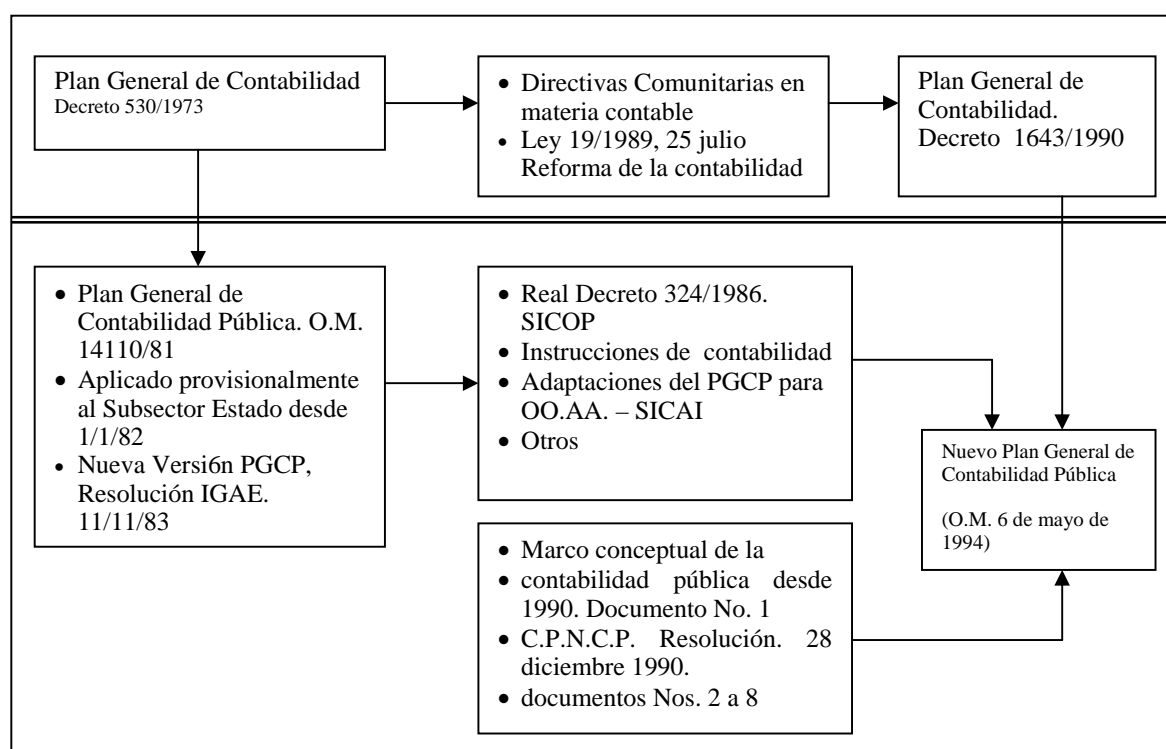 Plan General de Contabilidad
Decreto 530/1973
• Directivas Comunitarias en
materia contable
• Ley 19/1989, 25 julio
Reforma de la contabilidad
Plan General de
Contabilidad.
Decreto 1643/1990
• Plan General de
Contabilidad Pública. O.M.
14110/81
• Aplicado provisionalmente
al Subsector Estado desde
1/1/82
• Nueva Versi6n PGCP,
Resolución IGAE.
11/11/83
• Real Decreto 324/1986.
SICOP
• Instrucciones de contabilidad
• Adaptaciones del PGCP para
OO.AA. – SICAI
• Otros
Nuevo Plan General de
Contabilidad Pública
(O.M. 6 de mayo de
1994)
• Marco conceptual de la
• contabilidad pública desde
1990. Documento No. 1
• C.P.N.C.P. Resolución. 28
diciembre 1990.
• documentos Nos. 2 a 8